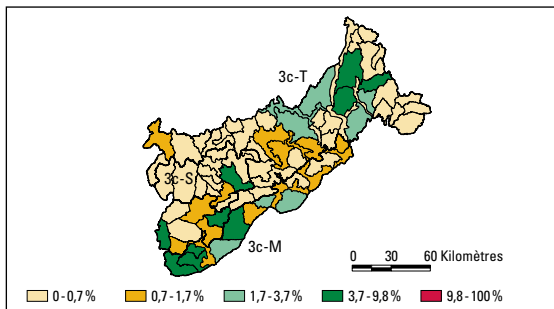 3c-T
3c-S
3c-M
0 30 60 Kilomètres
0 - 0,7 % 0,7 - 1,7 % 1,7 - 3,7 % 3,7 - 9,8 % 9,8 - 100 %